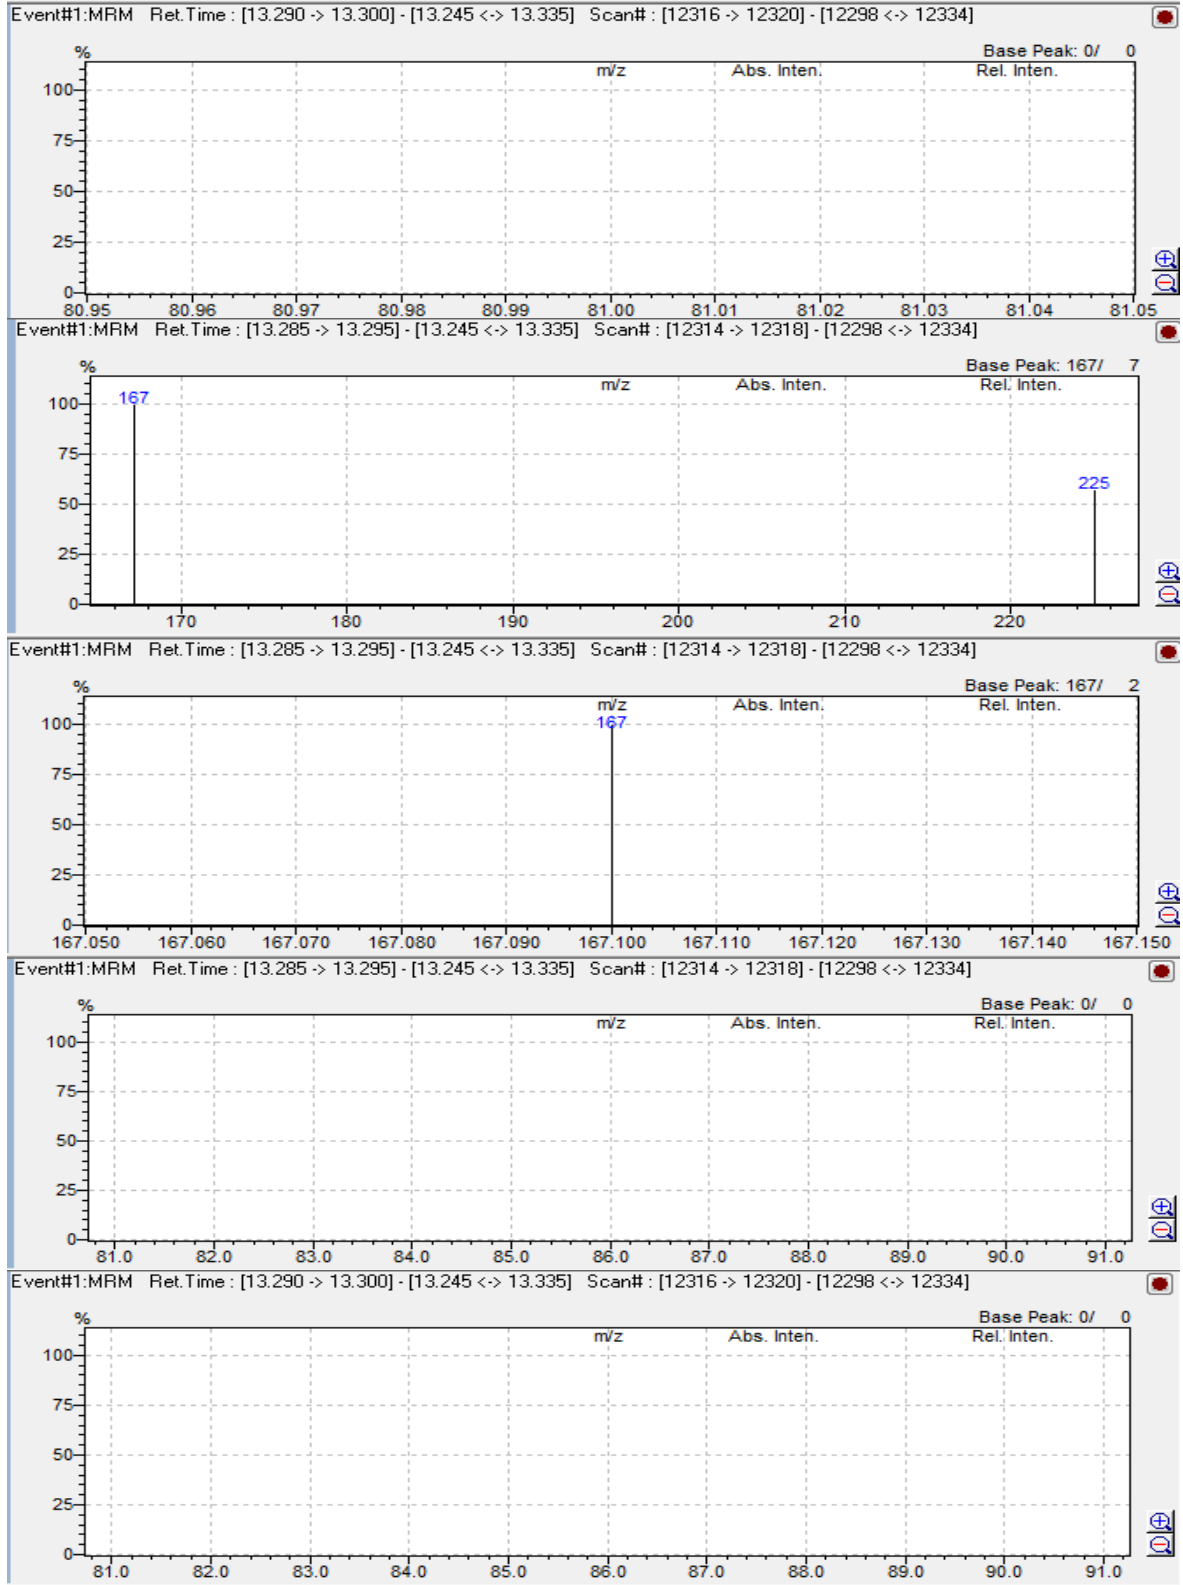 Event#1:MRM Ret.Time : [13.290 -> 13.300] - [13.245 <-> 13.335] Scan# : [12316 -> 12320] - [12298 <-> 12334]
% Base Peak: 0/ 0
m/z Abs. Inten. Rel. Inten.
100
75
50
25
0
80.95 80.96 80.97 80.98 80.99 81.00 81.01 81.02 81.03 81.04 81.05
Event#1:MRM Ret.Time : [13.285 -> 13.295] - [13.245 <-> 13.335] Scan# : [12314 -> 12318] - [12298 <-> 12334]
% Base Peak: 167/ 7
m/z Abs. Inten. Rel. Inten.
100 167
75
50 225
25
0
170 180 190 200 210 220
Event#1:MRM Ret.Time : [13.285 -> 13.295] - [13.245 <-> 13.335] Scan# : [12314 -> 12318] - [12298 <-> 12334]
% Base Peak: 167/ 2
m/z Abs. Inten. Rel. Inten.
100 167
75
50
25
0
167.050 167.060 167.070 167.080 167.090 167.100 167.110 167.120 167.130 167.140 167.150
Event#1:MRM Ret.Time : [13.285 -> 13.295] - [13.245 <-> 13.335] Scan# : [12314 -> 12318] - [12298 <-> 12334]
% Base Peak: 0/ 0
m/z Abs. Inten. Rel. Inten.
100
75
50
25
0
81.0 82.0 83.0 84.0 85.0 86.0 87.0 88.0 89.0 90.0 91.0
Event#1:MRM Ret.Time : [13.290 -> 13.300] - [13.245 <-> 13.335] Scan# : [12316 -> 12320] - [12298 <-> 12334]
% Base Peak: 0/ 0
m/z Abs. Inten. Rel. Inten.
100
75
50
25
0
81.0 82.0 83.0 84.0 85.0 86.0 87.0 88.0 89.0 90.0 91.0